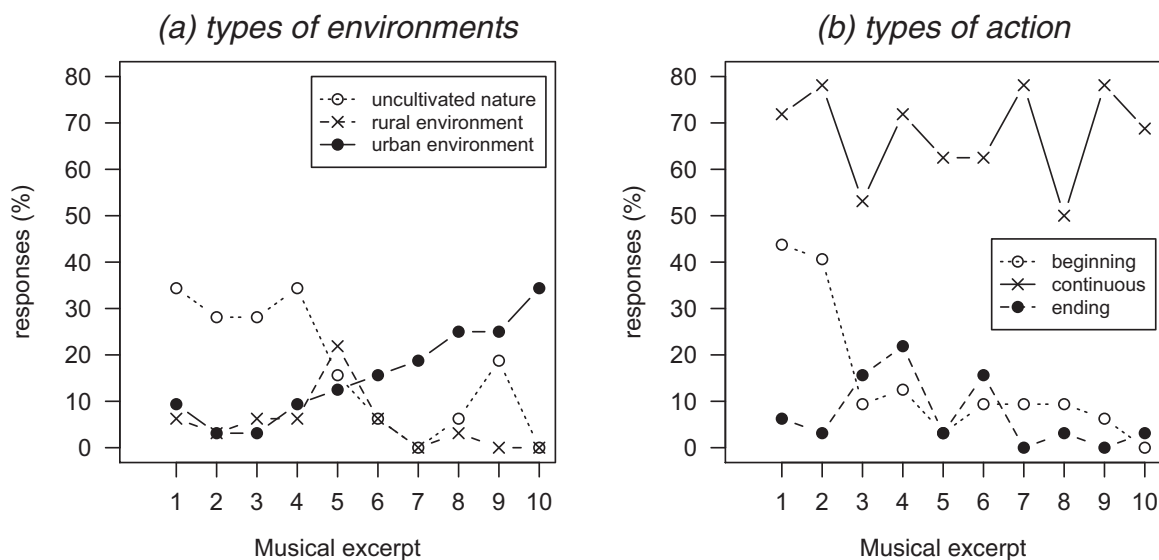 (a) types of environments
80
70
60
50
40
30
20
10
0
responses (%)
uncultivated nature
rural environment
urban environment
1 2 3 4 5 6 7 8 9 10
Musical excerpt
(b) types of action
80
70
60
50
40
30
20
10
0
responses (%)
beginning
continuous
ending
1 2 3 4 5 6 7 8 9 10
Musical excerpt